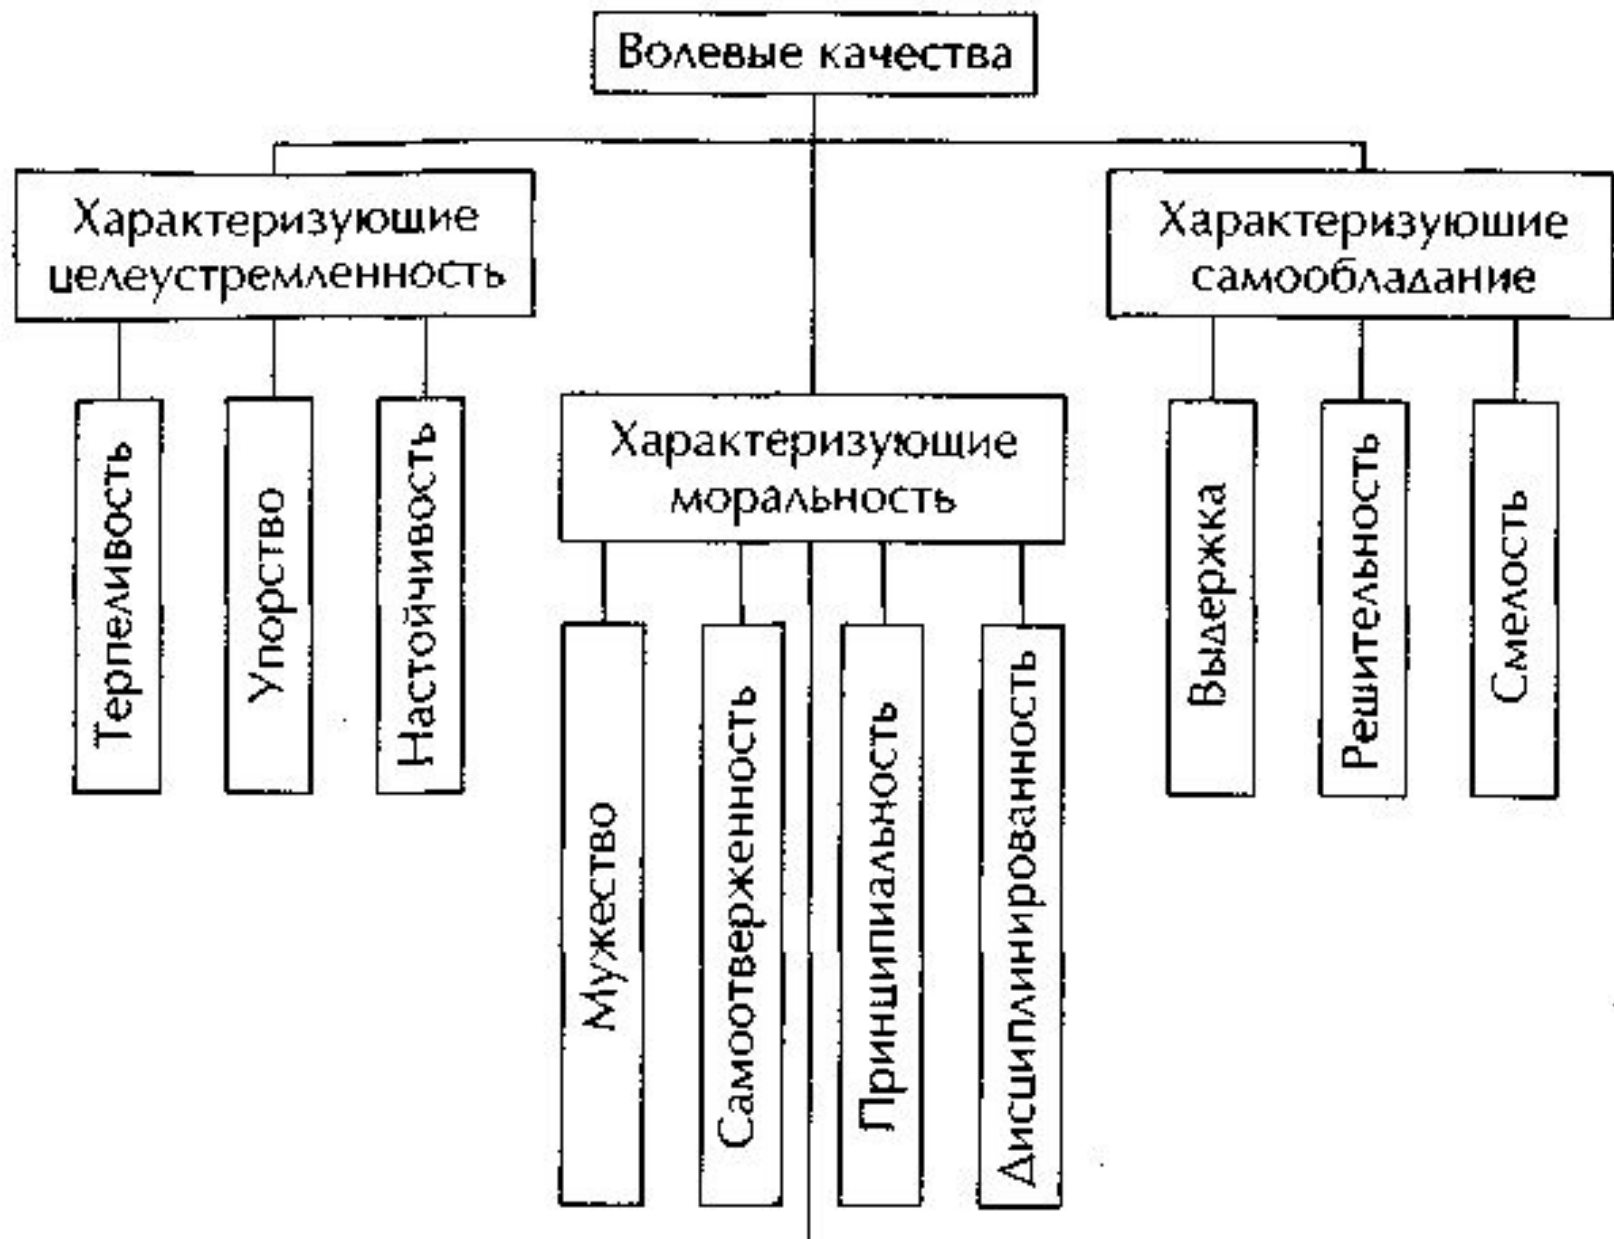 Волевые качества
Характеризующие
целеустремленность
Характеризующие
самообладание
Характеризующие
моральность
Терпеливость
Упорство
Настойчивость
Мужество
Самоотверженность
Принципиальность
Дисциплинированность
Выдержка
Решительность
Смелость